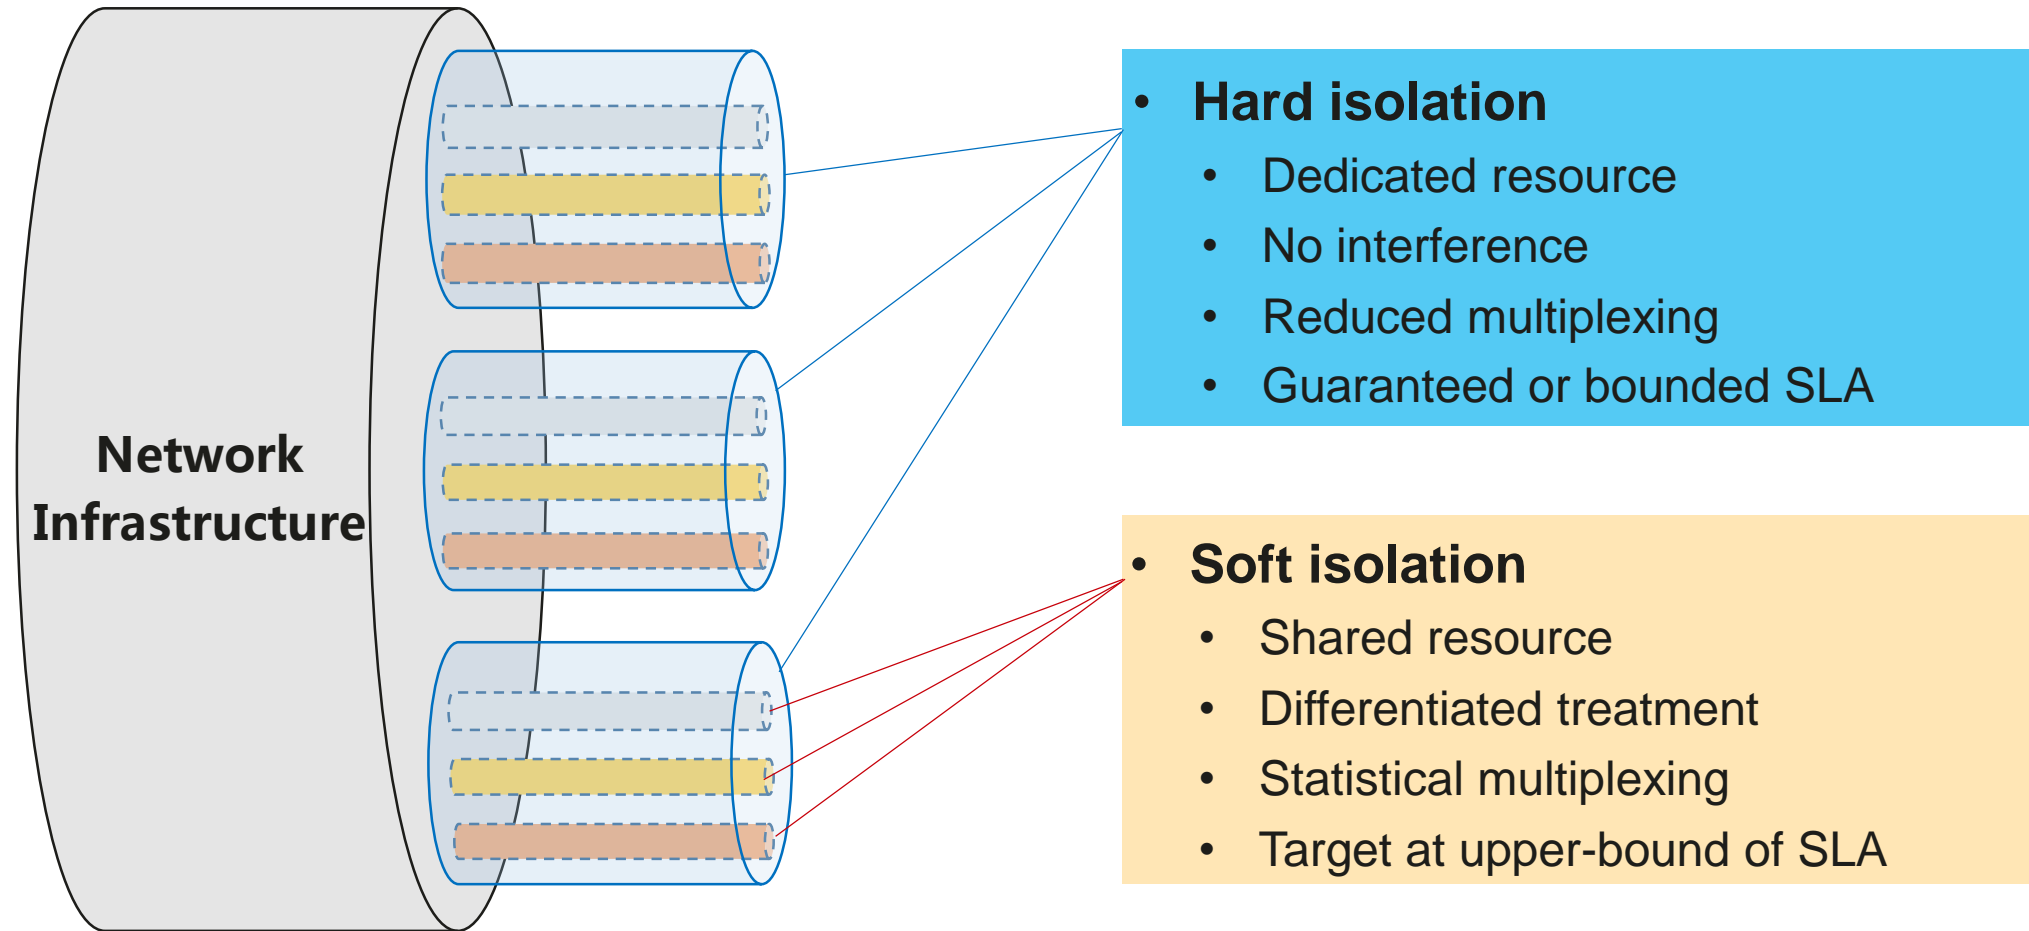 Network
Infrastructure
• Hard isolation
• Dedicated resource
• No interference
• Reduced multiplexing
• Guaranteed or bounded SLA
• Soft isolation
• Shared resource
• Differentiated treatment
• Statistical multiplexing
• Target at upper-bound of SLA